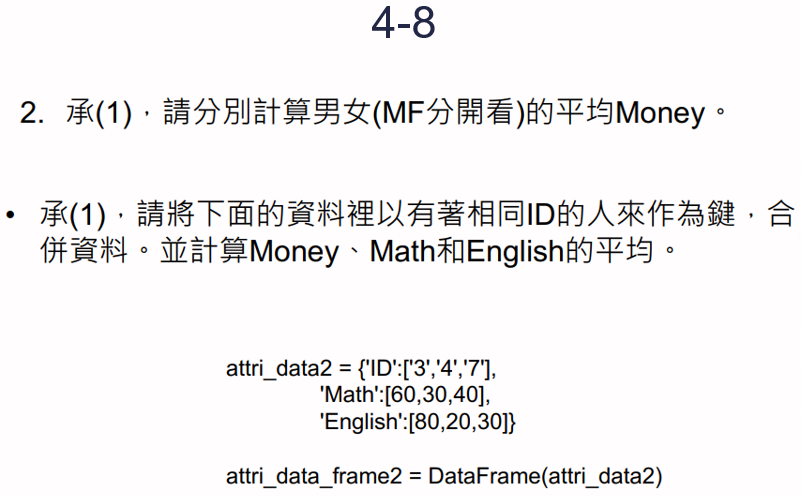 4-8
2. 承(1)，請分別計算男女(MF分開看)的平均Money。
• 承(1)，請將下面的資料裡以有著相同ID的人來作為鍵，合
併資料。並計算Money、Math和English的平均。
attri_data2 = {'ID':['3','4','7'],
'Math':[60,30,40],
'English':[80,20,30]}
attri_data_frame2 = DataFrame(attri_data2)